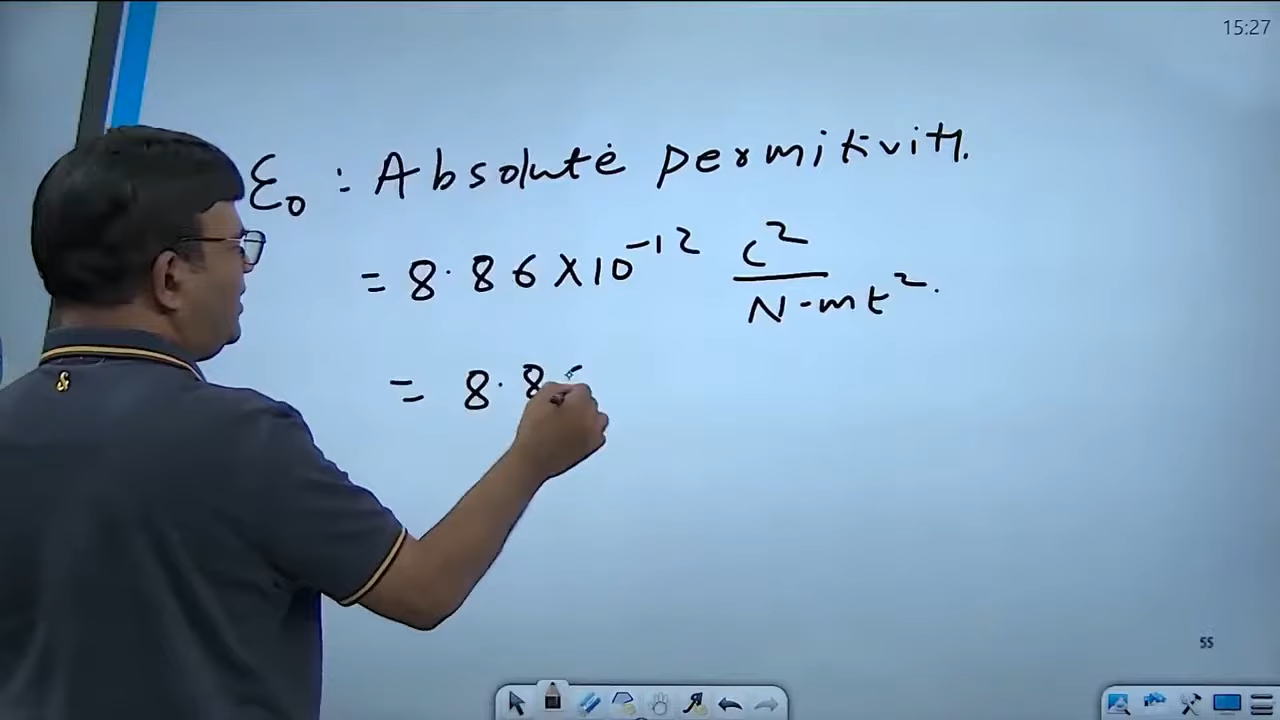 15:27
ε₀ : Absolute permitivity.
= 8.86 × 10⁻¹² C² / N-mt².
= 8.8
55